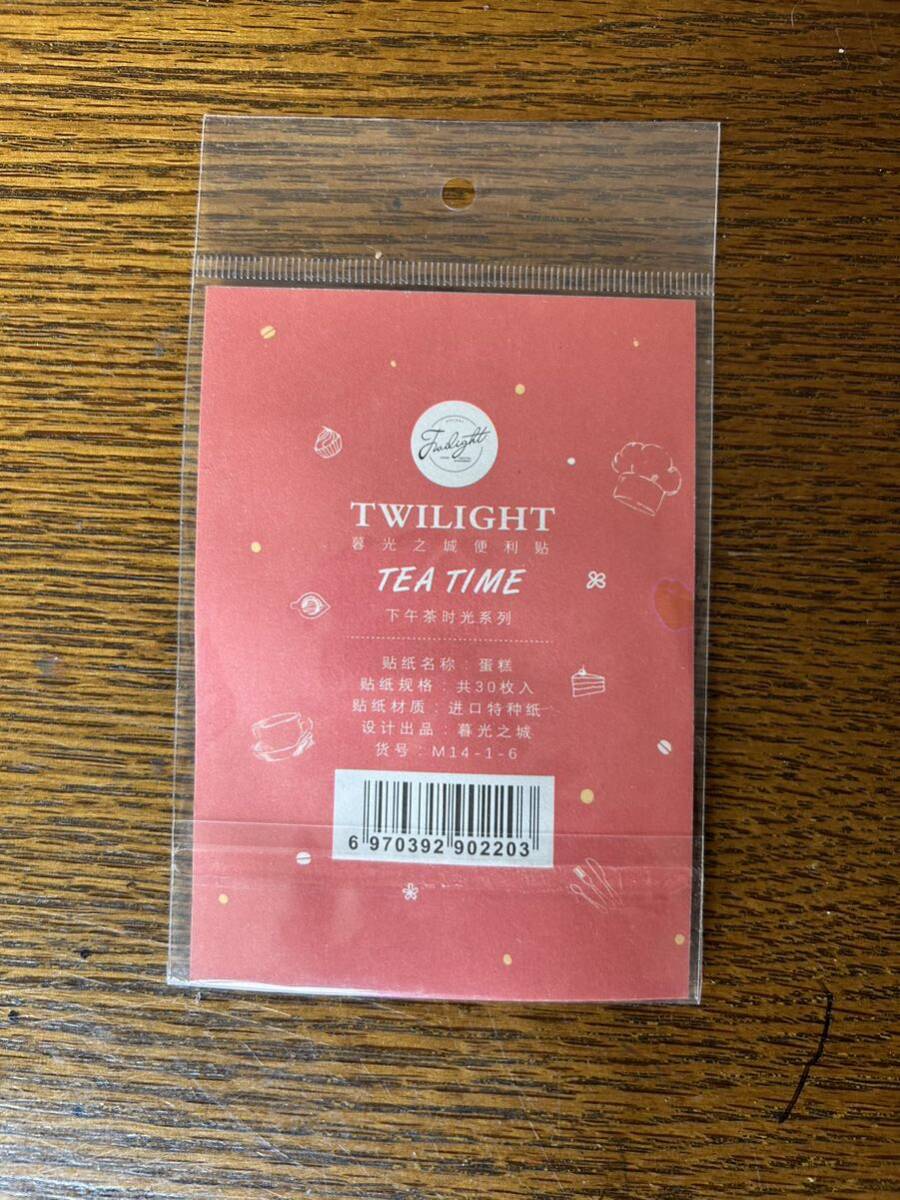 Twilight
TWILIGHT
暮光之城便利贴
TEA TIME
下午茶时光系列
贴纸名称：蛋糕
贴纸规格：共30枚入
贴纸材质：进口特种纸
设计出品：暮光之城
货号：M14-1-6
6 970392 902203